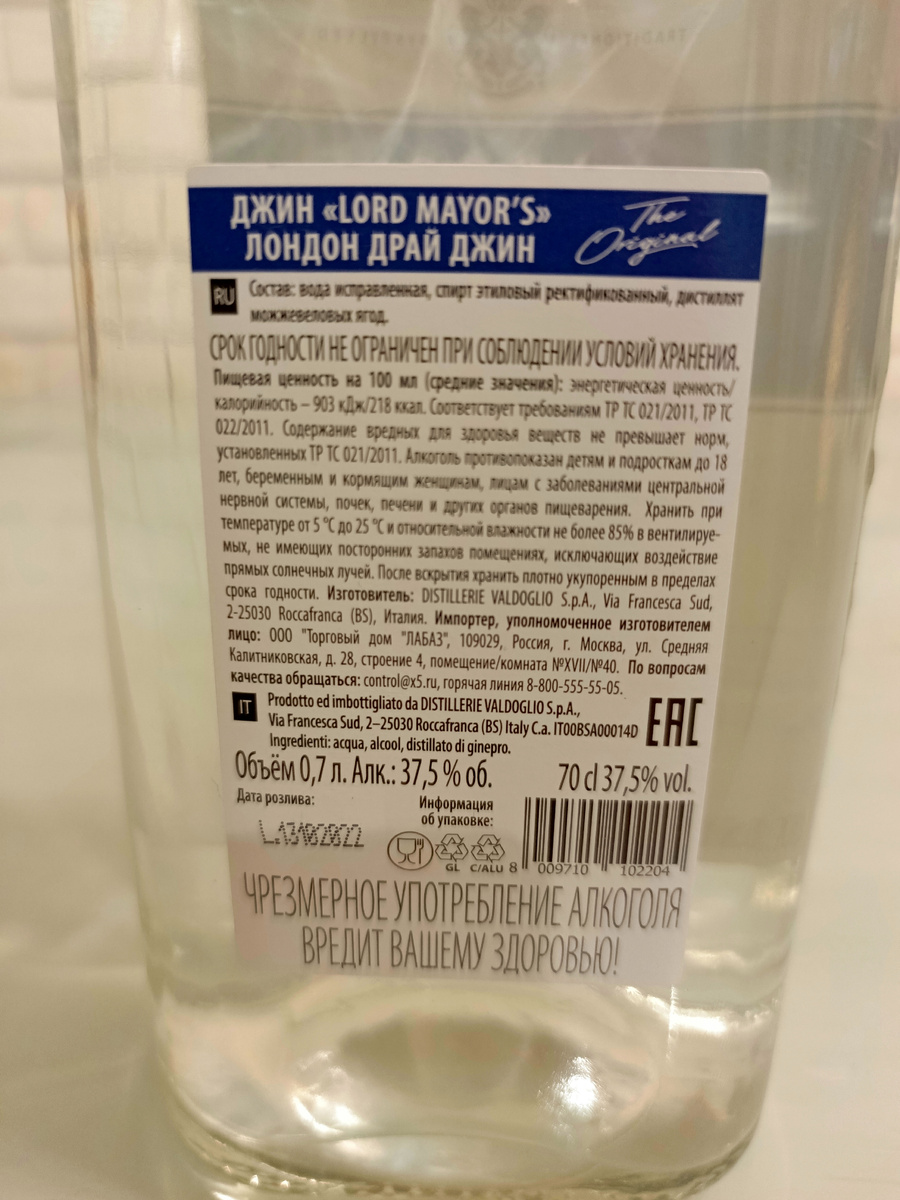 ДЖИН «LORD MAYOR'S»
ЛОНДОН ДРАЙ ДЖИН
The Original
RU
Состав: вода исправленная, спирт этиловый ректификованный, дистиллят
можжевеловых ягод.
СРОК ГОДНОСТИ НЕ ОГРАНИЧЕН ПРИ СОБЛЮДЕНИИ УСЛОВИЙ ХРАНЕНИЯ.
Пищевая ценность на 100 мл (средние значения): энергетическая ценность/
калорийность – 903 кДж/218 ккал. Соответствует требованиям ТР ТС 021/2011, ТР ТС
022/2011. Содержание вредных для здоровья веществ не превышает норм,
установленных ТР ТС 021/2011. Алкоголь противопоказан детям и подросткам до 18
лет, беременным и кормящим женщинам, лицам с заболеваниями центральной
нервной системы, почек, печени и других органов пищеварения. Хранить при
температуре от 5 °С до 25 °С и относительной влажности не более 85% в вентилируе-
мых, не имеющих посторонних запахов помещениях, исключающих воздействие
прямых солнечных лучей. После вскрытия хранить плотно укупоренным в пределах
срока годности. Изготовитель: DISTILLERIE VALDOGLIO S.p.A., Via Francesca Sud,
2-25030 Roccafranca (BS), Италия. Импортер, уполномоченное изготовителем
лицо: ООО "Торговый дом "ЛАБАЗ", 109029, Россия, г. Москва, ул. Средняя
Калитниковская, д. 28, строение 4, помещение/комната №XVII/№40. По вопросам
качества обращаться: control@x5.ru, горячая линия 8-800-555-55-05.
IT
Prodotto ed imbottigliato da DISTILLERIE VALDOGLIO S.p.A.,
Via Francesca Sud, 2–25030 Roccafranca (BS) Italy C.a. IT00BSA00014D
Ingredienti: acqua, alcool, distillato di ginepro.
EAC
Объём 0,7 л. Алк.: 37,5 % об.
70 cl 37,5% vol.
Дата розлива:
L.13102022
Информация
об упаковке:
GL C/ALU
8 009710 102204
ЧРЕЗМЕРНОЕ УПОТРЕБЛЕНИЕ АЛКОГОЛЯ
ВРЕДИТ ВАШЕМУ ЗДОРОВЬЮ!